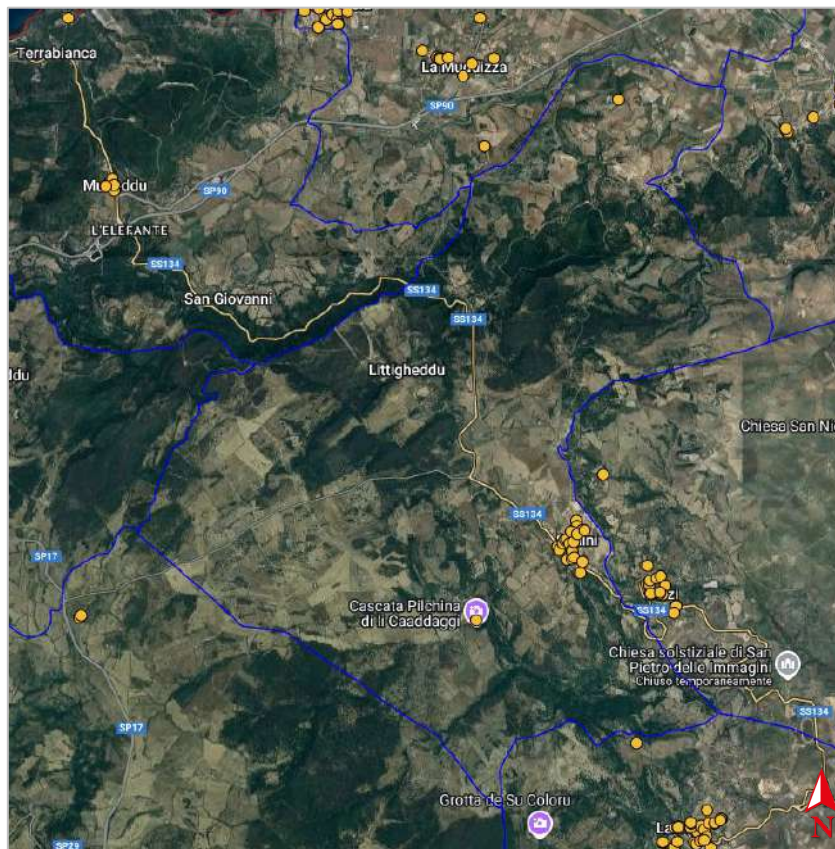 Terrabianca
La Muddizza
SP90
SP90
L'ELEFANTE
SS134
San Giovanni
SS134
SS134
Littigheddu
Chiesa San Ni
SS134
SP17
Cascata Pilchina
di li Caaddaggi
SS134
Chiesa solstiziale di San
Pietro delle Immagini
Chiuso temporaneamente
SS134
SP17
Grotta de Su Coloru
La
SP29
N